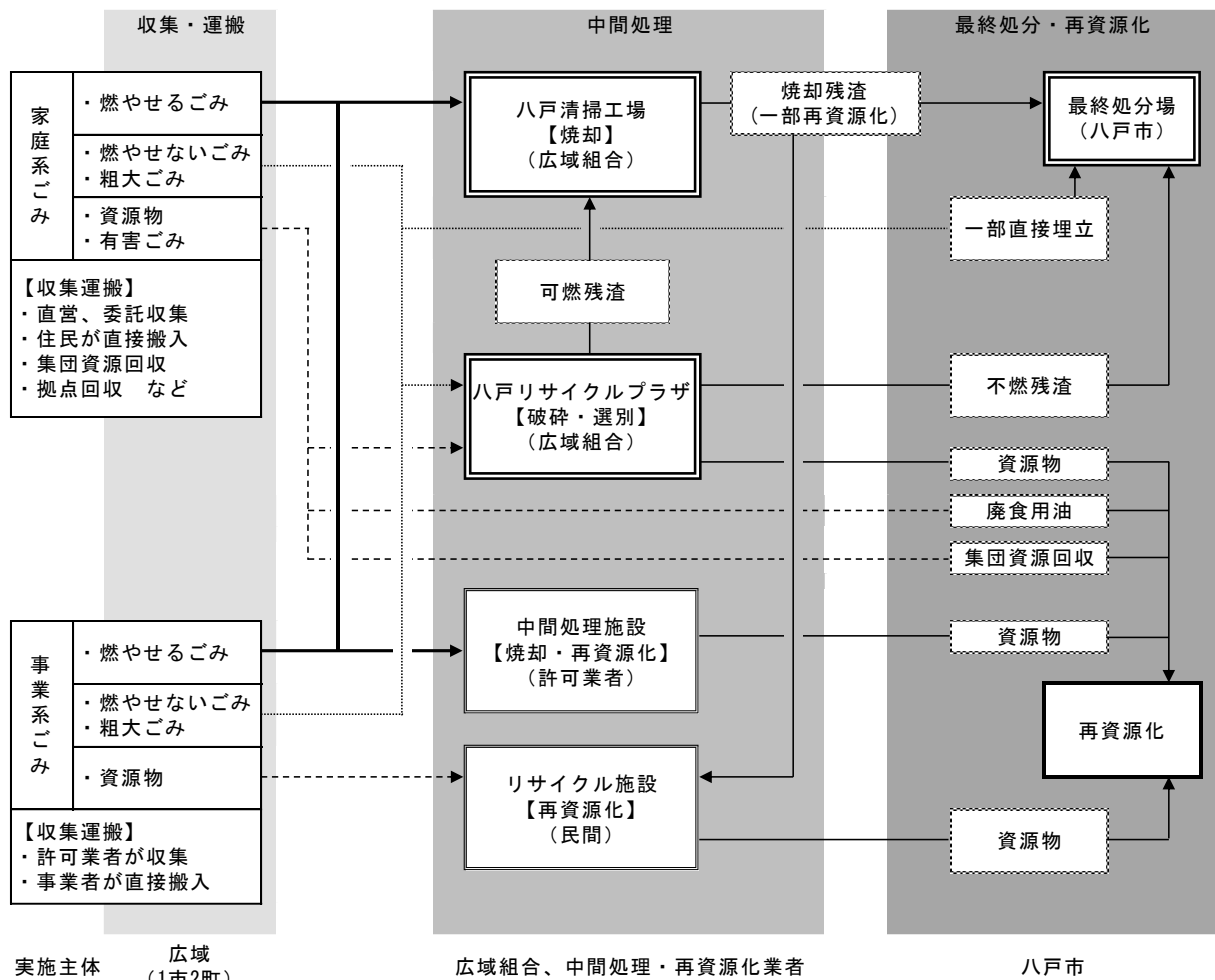 収集・運搬
中間処理
最終処分・再資源化
家庭系ごみ
・燃やせるごみ
・燃やせないごみ
・粗大ごみ
・資源物
・有害ごみ
【収集運搬】
・直営、委託収集
・住民が直接搬入
・集団資源回収
・拠点回収 など
八戸清掃工場
【焼却】
(広域組合)
焼却残渣
(一部再資源化)
最終処分場
(八戸市)
一部直接埋立
可燃残渣
八戸リサイクルプラザ
【破砕・選別】
(広域組合)
不燃残渣
資源物
廃食用油
集団資源回収
事業系ごみ
・燃やせるごみ
・燃やせないごみ
・粗大ごみ
・資源物
【収集運搬】
・許可業者が収集
・事業者が直接搬入
中間処理施設
【焼却・再資源化】
(許可業者)
資源物
再資源化
リサイクル施設
【再資源化】
(民間)
資源物
実施主体
広域
(1市2町)
広域組合、中間処理・再資源化業者
八戸市